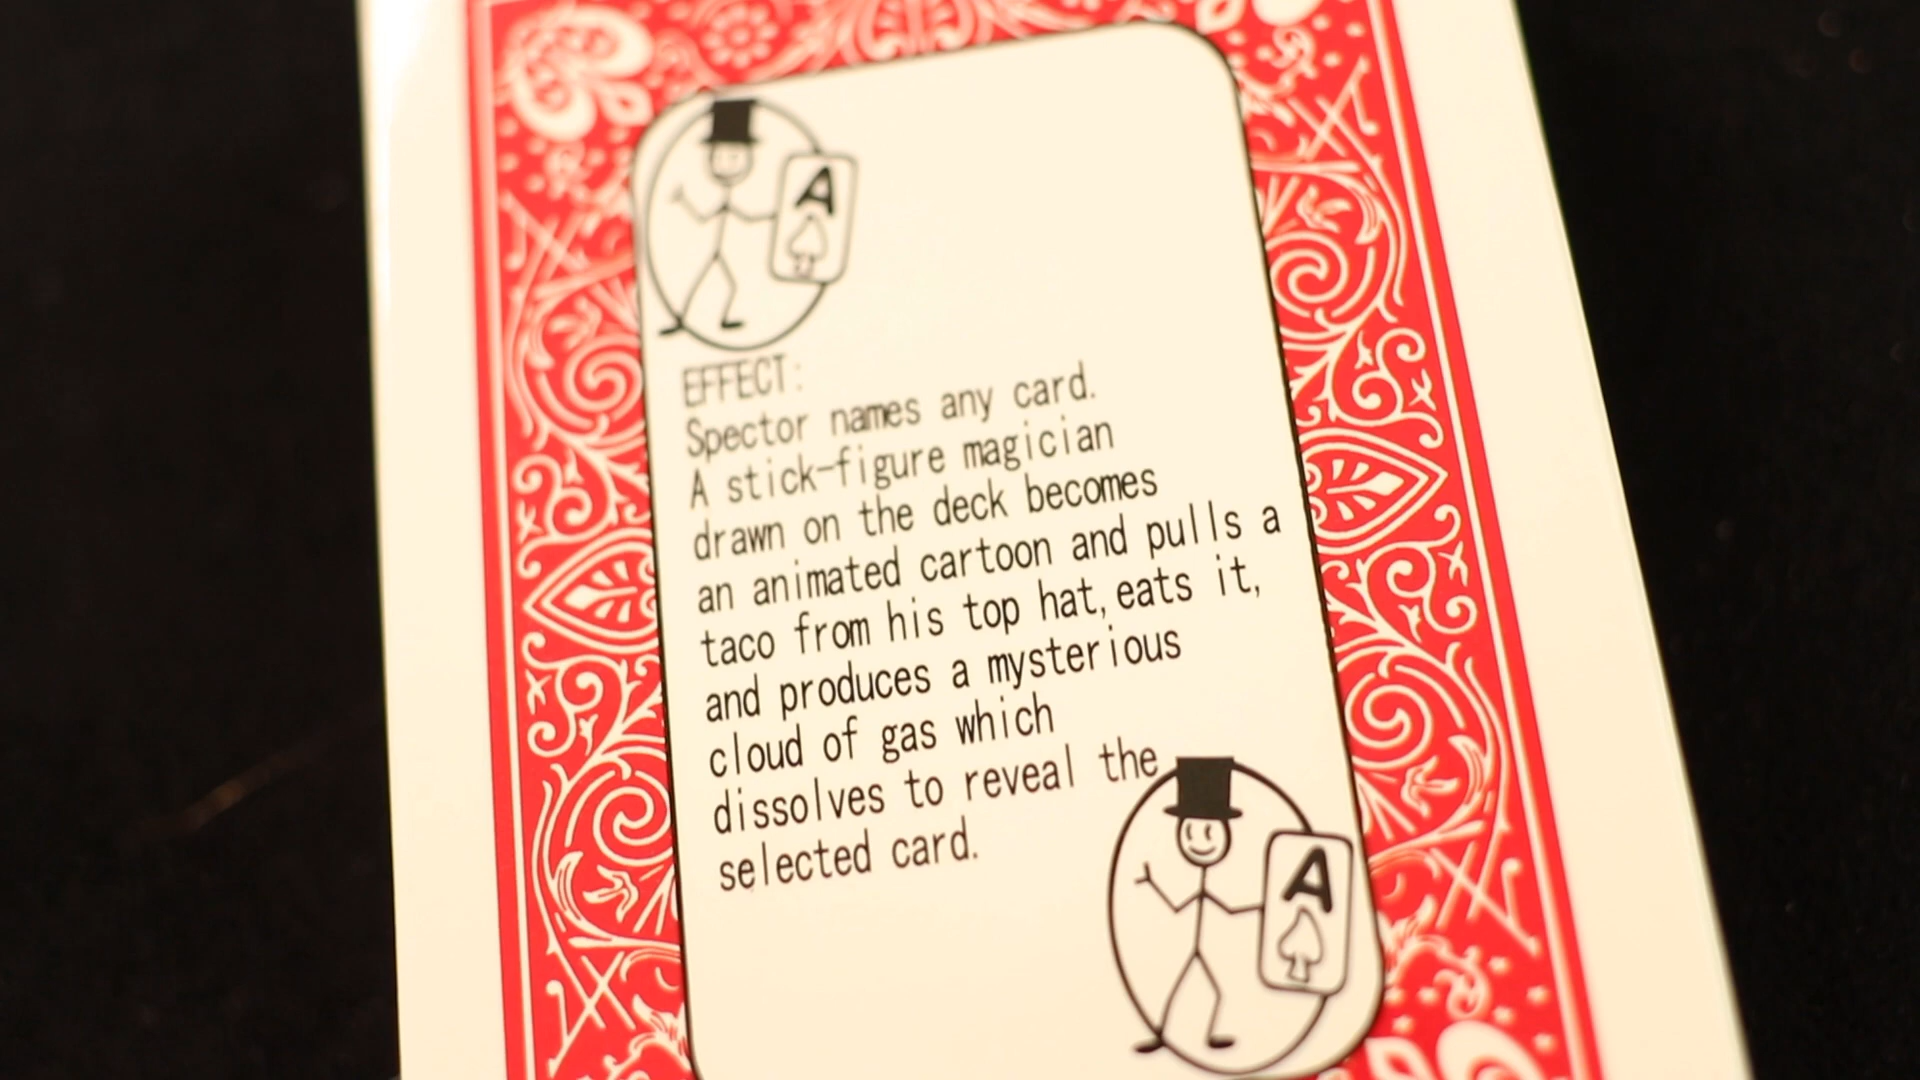 A
EFFECT:
Spector names any card.
A stick-figure magician
drawn on the deck becomes
an animated cartoon and pulls a
taco from his top hat, eats it,
and produces a mysterious
cloud of gas which
dissolves to reveal the
selected card.
A